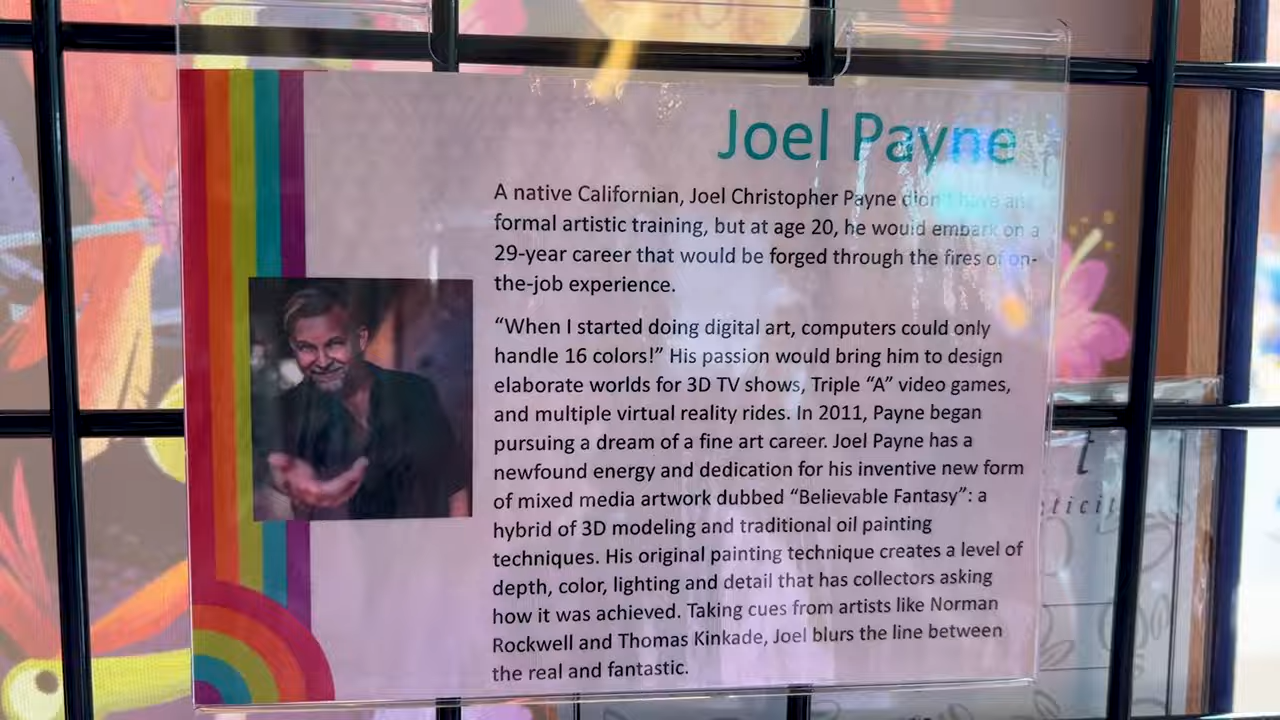 Joel Payne
A native Californian, Joel Christopher Payne didn't have any
formal artistic training, but at age 20, he would embark on a
29-year career that would be forged through the fires of on-
the-job experience.
“When I started doing digital art, computers could only
handle 16 colors!” His passion would bring him to design
elaborate worlds for 3D TV shows, Triple “A” video games,
and multiple virtual reality rides. In 2011, Payne began
pursuing a dream of a fine art career. Joel Payne has a
newfound energy and dedication for his inventive new form
of mixed media artwork dubbed “Believable Fantasy”: a
hybrid of 3D modeling and traditional oil painting
techniques. His original painting technique creates a level of
depth, color, lighting and detail that has collectors asking
how it was achieved. Taking cues from artists like Norman
Rockwell and Thomas Kinkade, Joel blurs the line between
the real and fantastic.